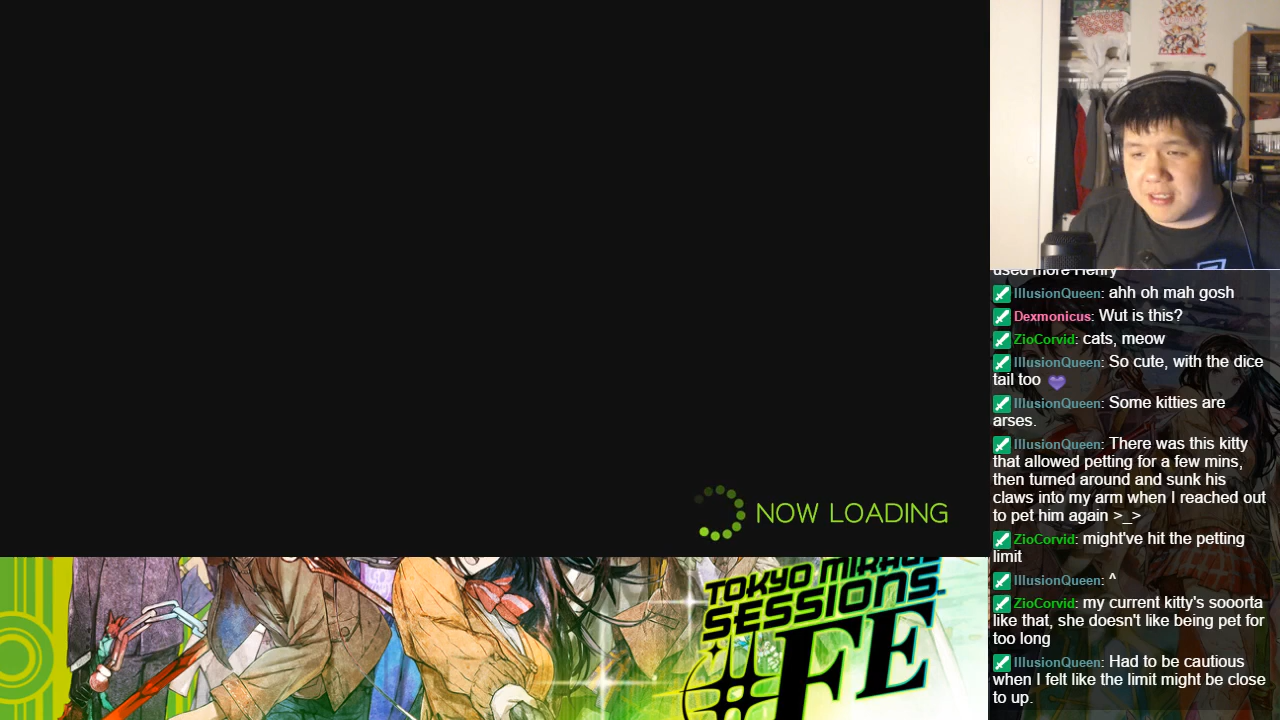 NOW LOADING
TOKYO MIRAGE
SESSIONS
#FE
used more Henry
IllusionQueen: ahh oh mah gosh
Dexmonicus: Wut is this?
ZioCorvid: cats, meow
IllusionQueen: So cute, with the dice
tail too
IllusionQueen: Some kitties are
arses.
IllusionQueen: There was this kitty
that allowed petting for a few mins,
then turned around and sunk his
claws into my arm when I reached out
to pet him again >_>
ZioCorvid: might've hit the petting
limit
IllusionQueen: ^
ZioCorvid: my current kitty's sooorta
like that, she doesn't like being pet for
too long
IllusionQueen: Had to be cautious
when I felt like the limit might be close
to up.